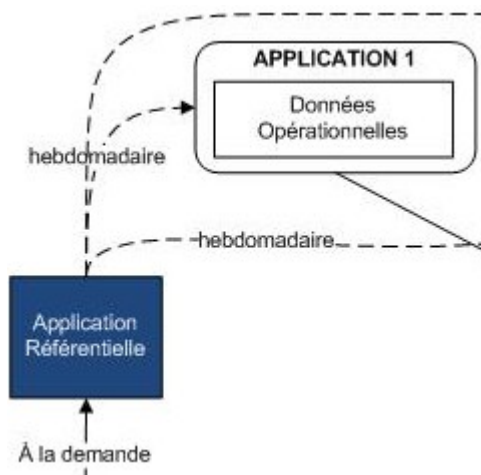 APPLICATION 1
Données
Opérationnelles
hebdomadaire
hebdomadaire
Application
Référentielle
À la demande